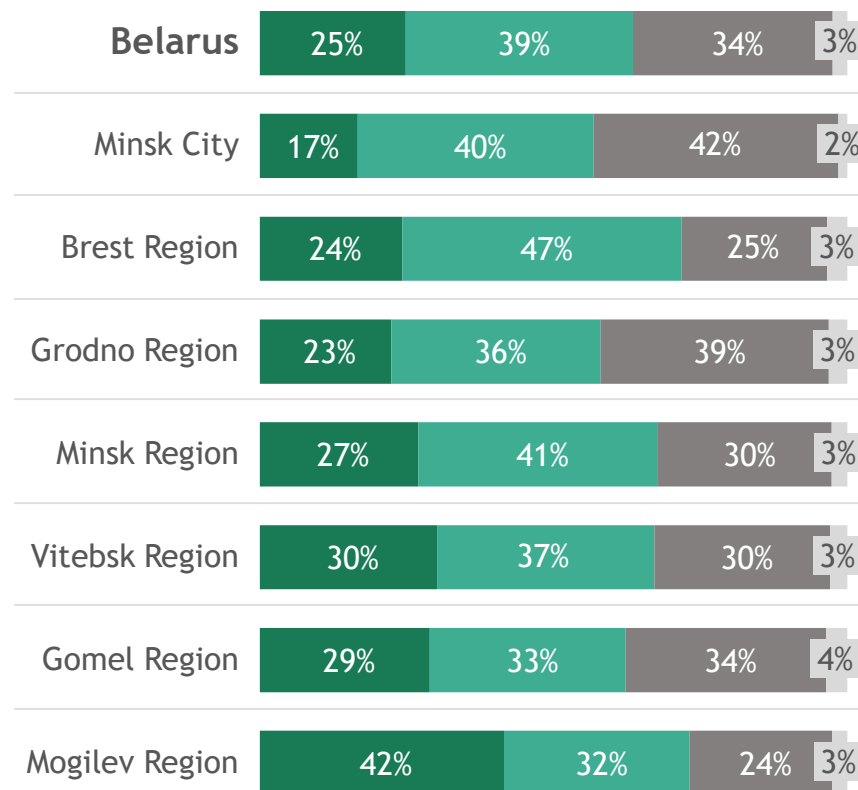 Belarus 25% 39% 34% 3%
Minsk City 17% 40% 42% 2%
Brest Region 24% 47% 25% 3%
Grodno Region 23% 36% 39% 3%
Minsk Region 27% 41% 30% 3%
Vitebsk Region 30% 37% 30% 3%
Gomel Region 29% 33% 34% 4%
Mogilev Region 42% 32% 24% 3%